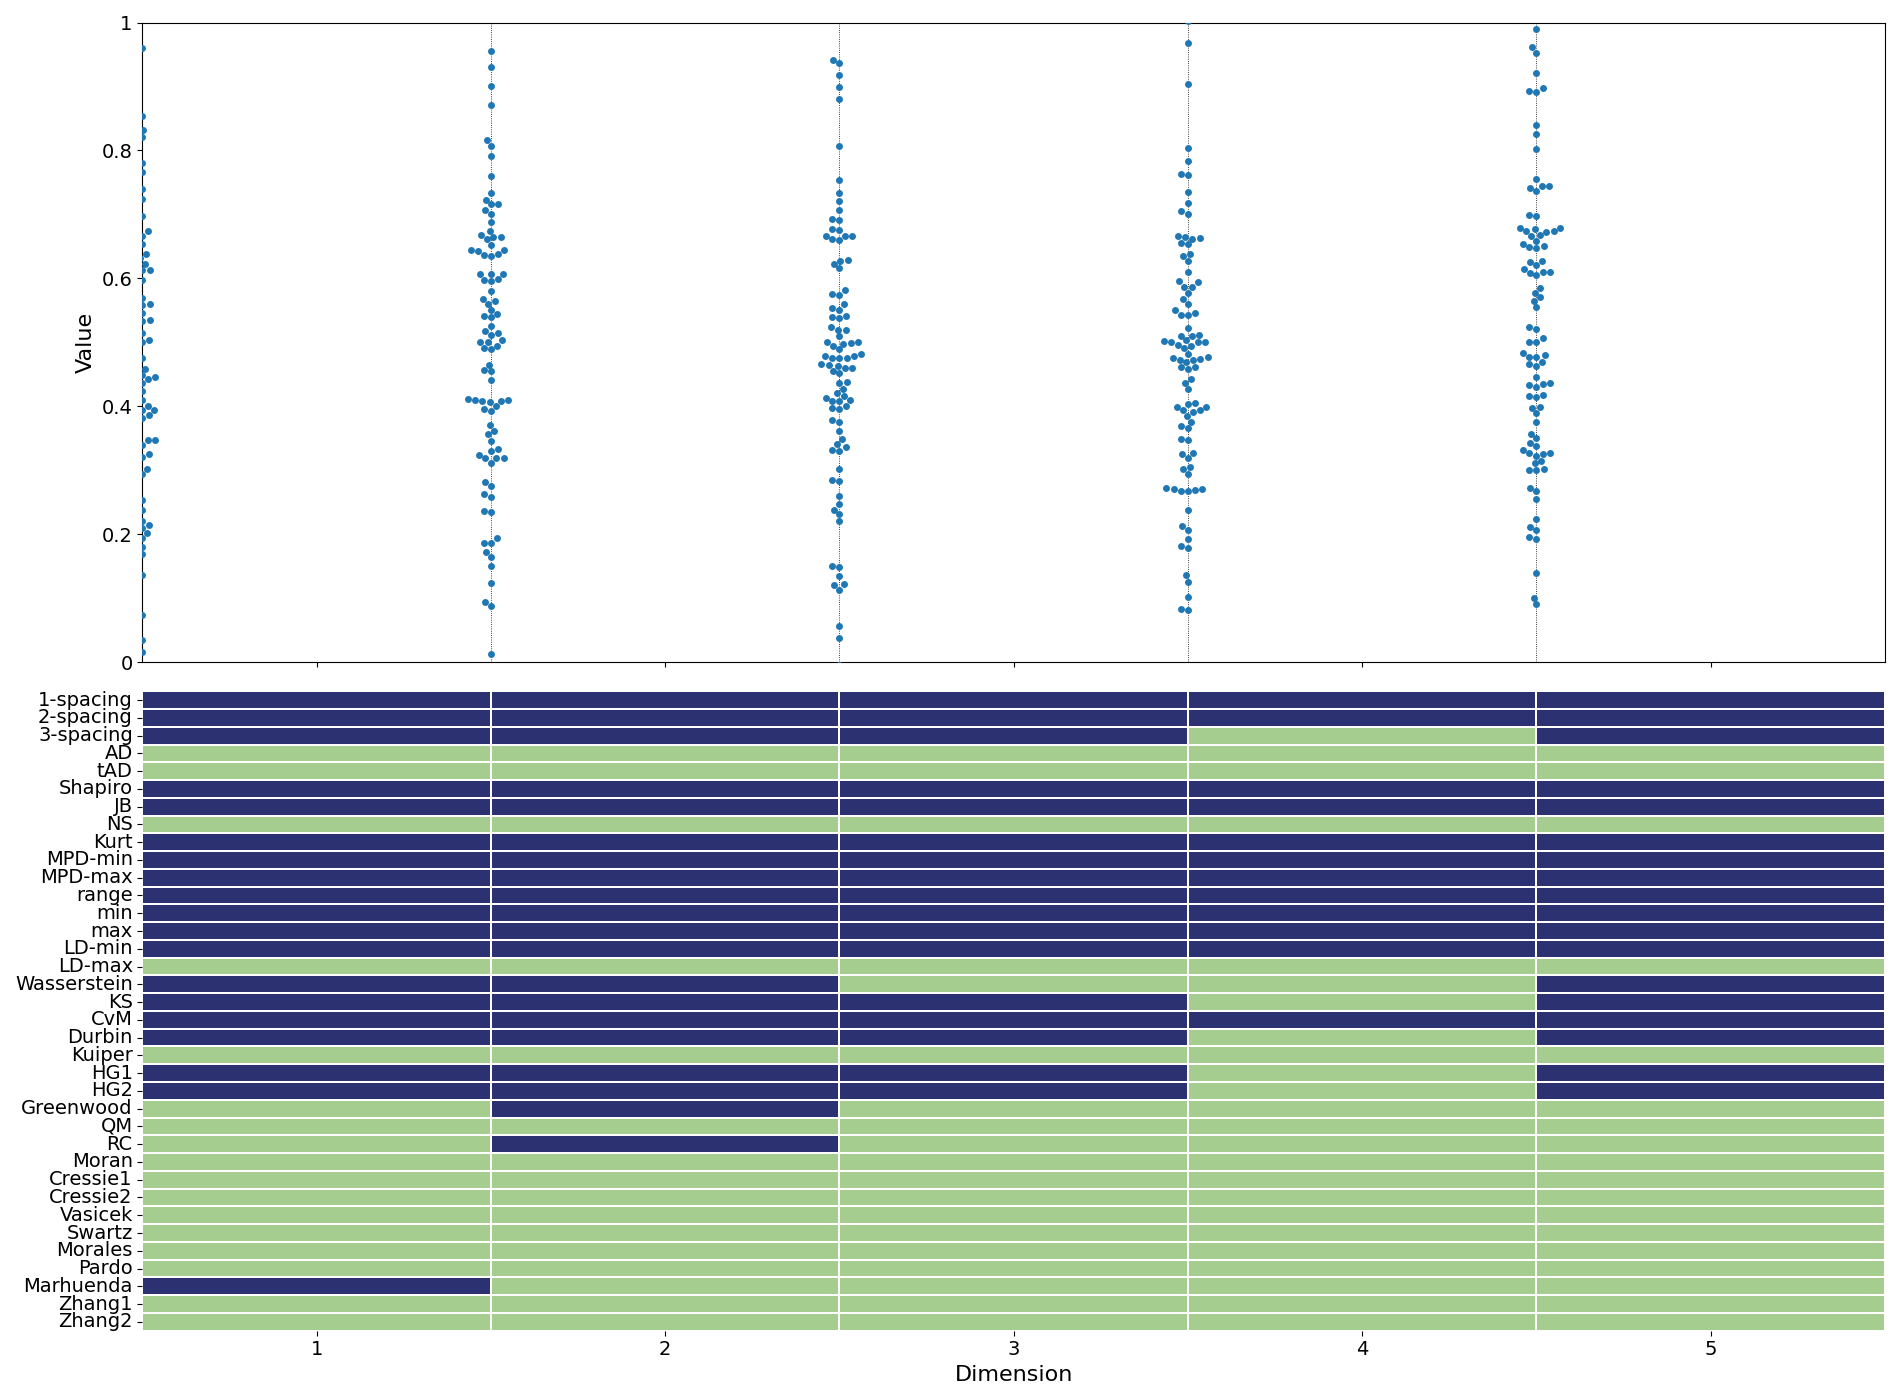 1
0.8
0.6
Value
0.4
0.2
0
1-spacing
2-spacing
3-spacing
AD
tAD
Shapiro
JB
NS
Kurt
MPD-min
MPD-max
range
min
max
LD-min
LD-max
Wasserstein
KS
CvM
Durbin
Kuiper
HG1
HG2
Greenwood
QM
RC
Moran
Cressie1
Cressie2
Vasicek
Swartz
Morales
Pardo
Marhuenda
Zhang1
Zhang2
1 2 3 4 5
Dimension